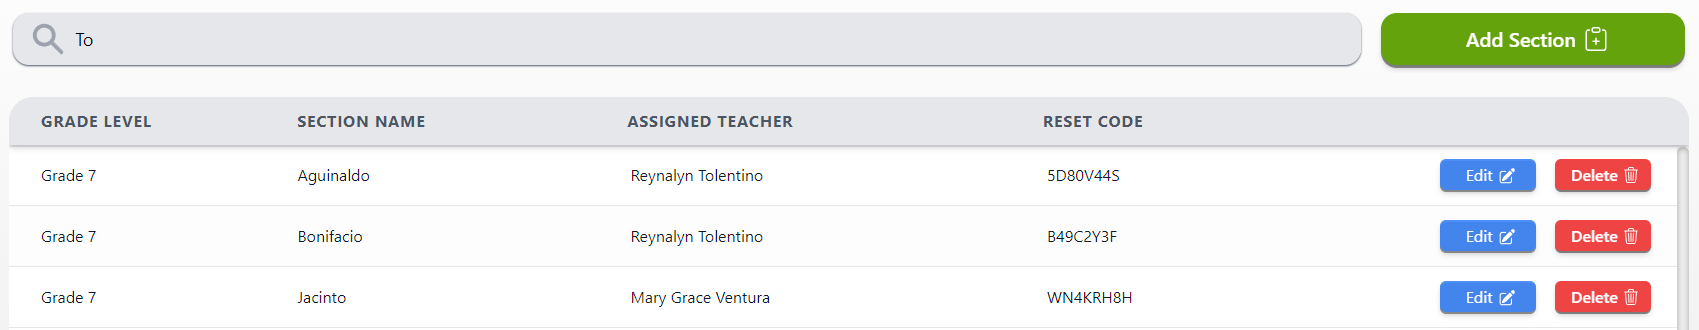 To
Add Section
GRADE LEVEL SECTION NAME ASSIGNED TEACHER RESET CODE
Grade 7 Aguinaldo Reynalyn Tolentino 5D80V44S Edit Delete
Grade 7 Bonifacio Reynalyn Tolentino B49C2Y3F Edit Delete
Grade 7 Jacinto Mary Grace Ventura WN4KRH8H Edit Delete